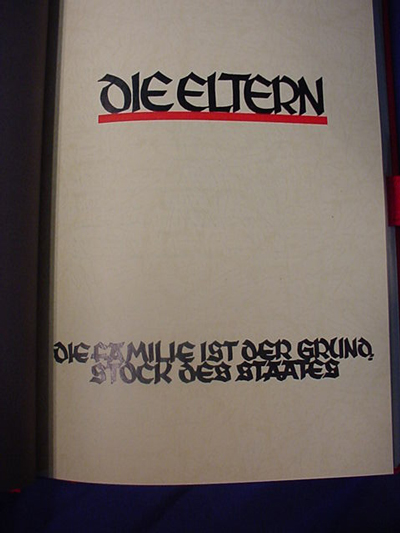 DIE ELTERN
DIE FAMILIE IST DER GRUND-
STOCK DES STAATES